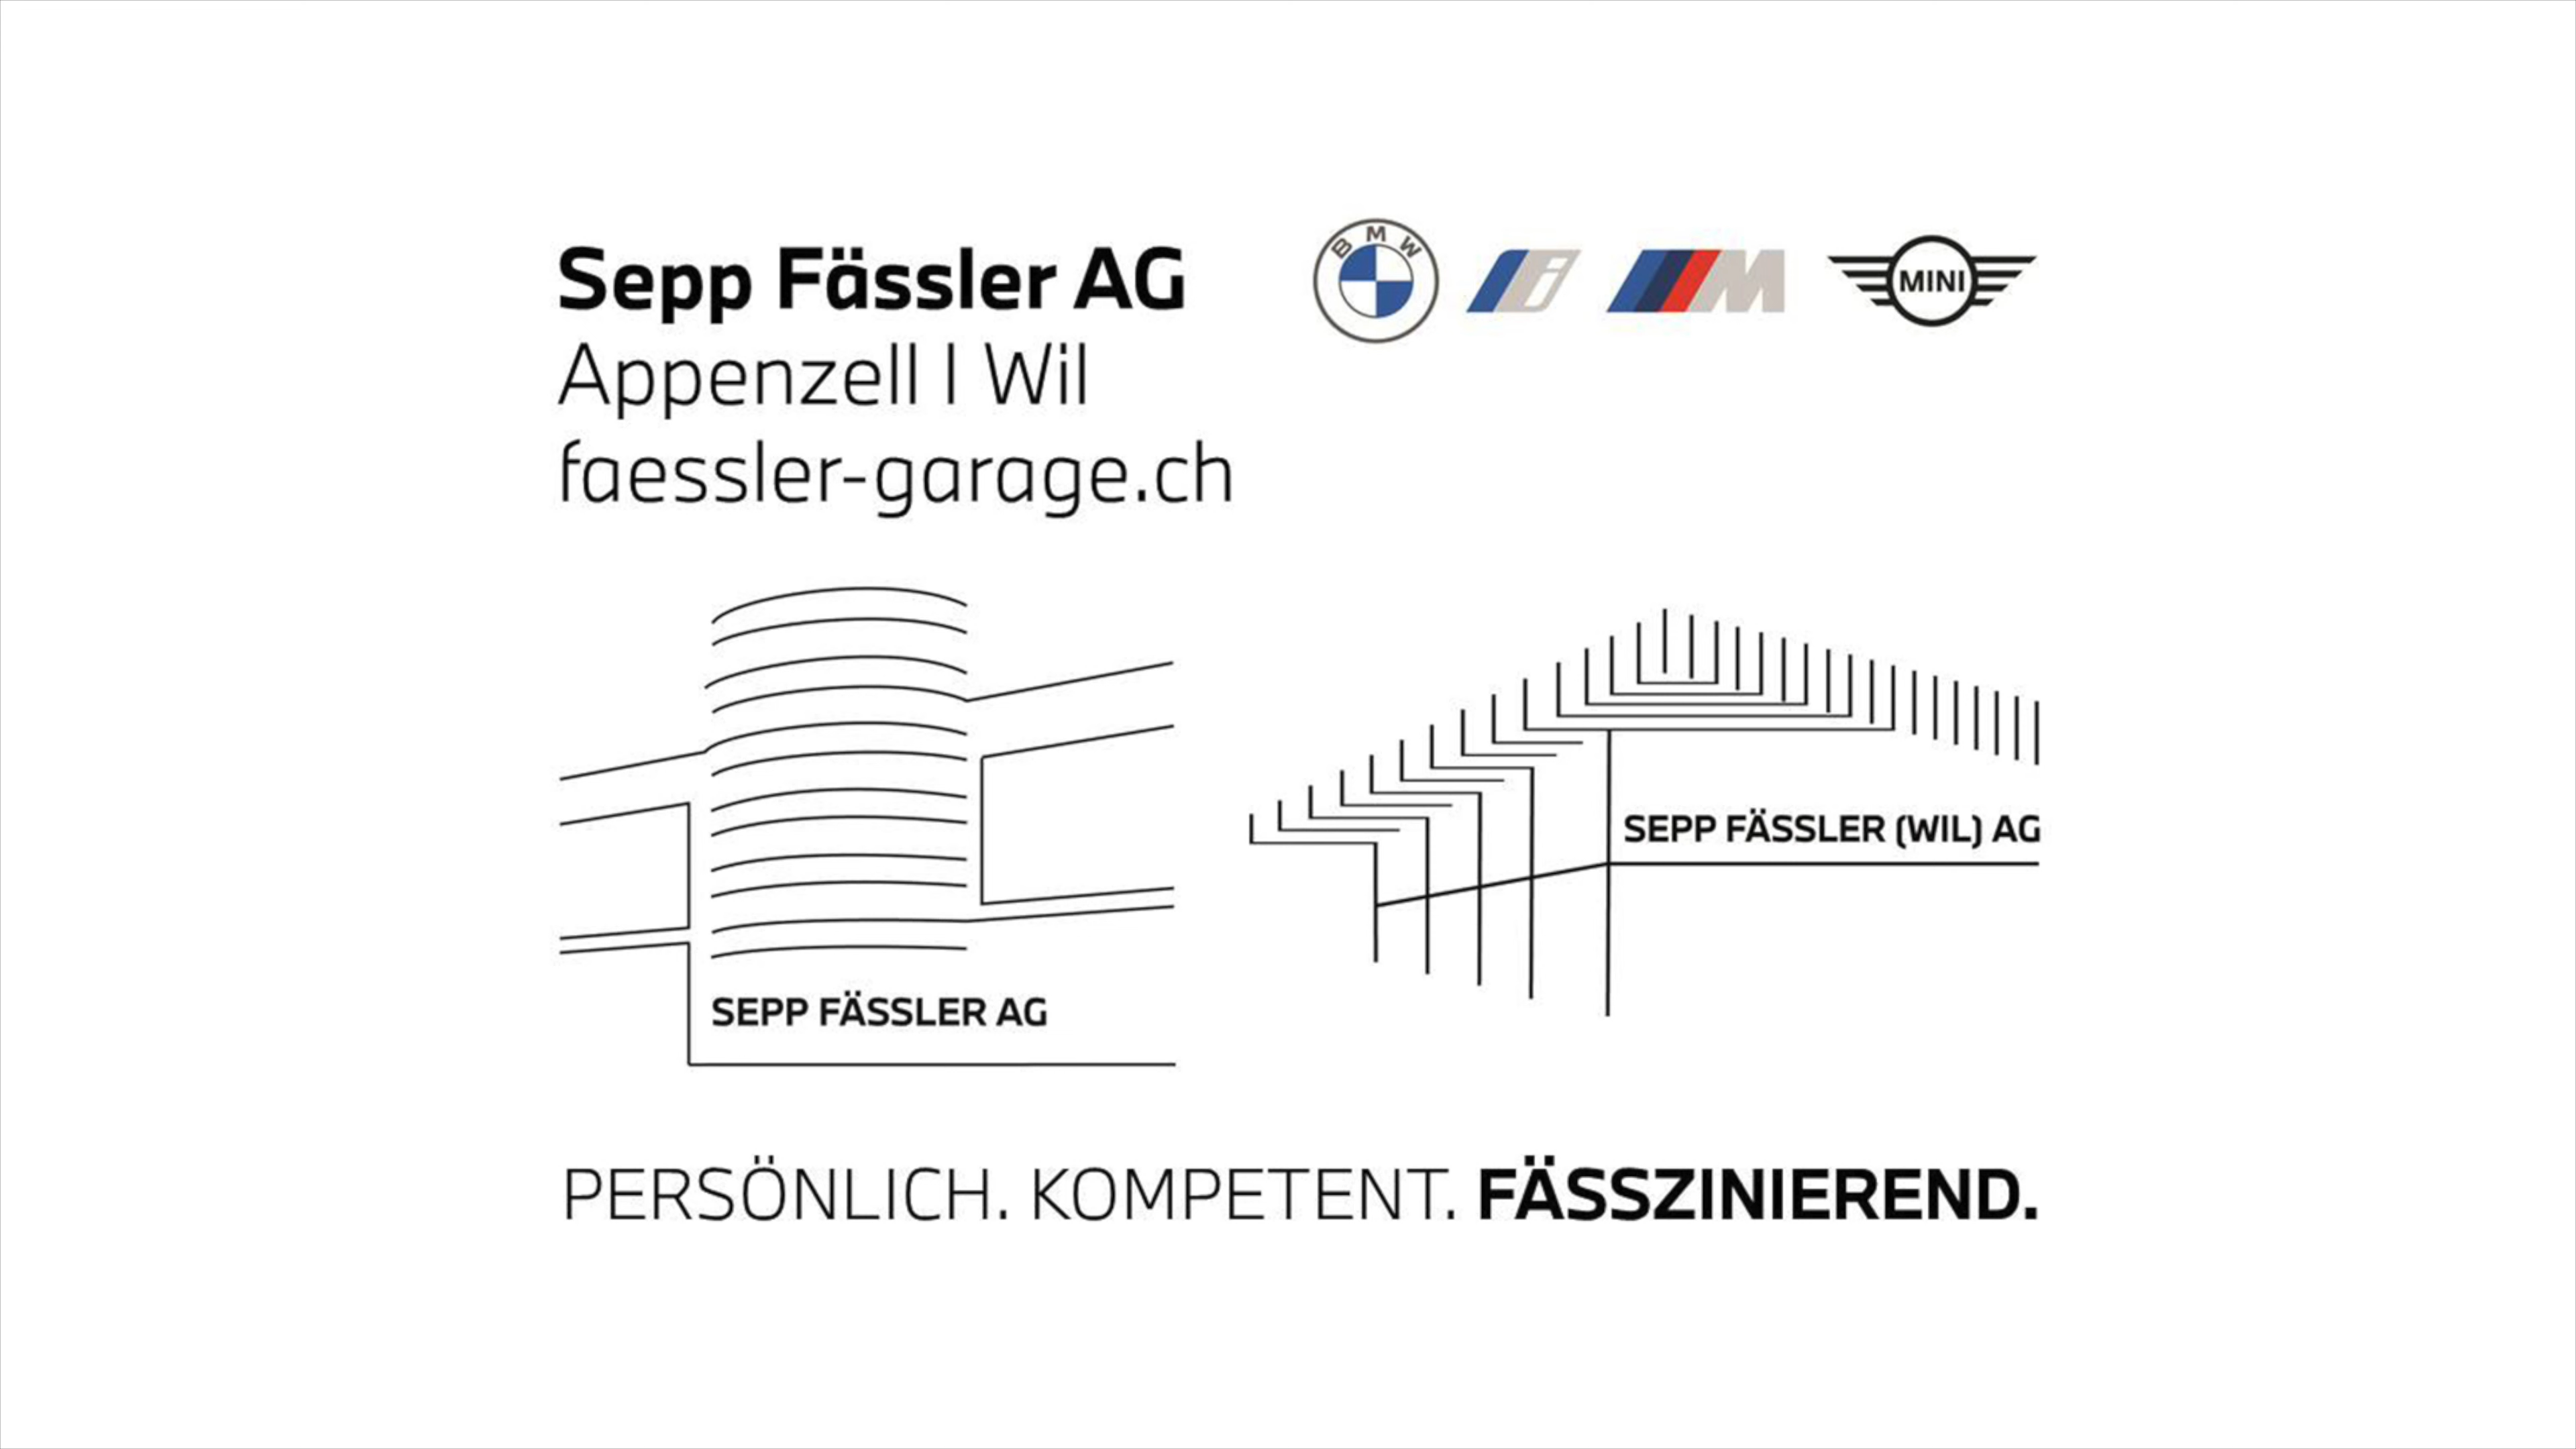 Sepp Fässler AG
Appenzell | Wil
faessler-garage.ch
BMW
i
M
MINI
SEPP FÄSSLER AG
SEPP FÄSSLER (WIL) AG
PERSÖNLICH. KOMPETENT. FÄSSZINIEREND.